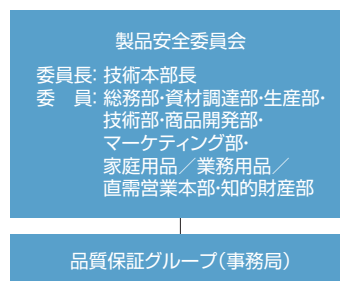 製品安全委員会
委員長: 技術本部長
委　員: 総務部・資材調達部・生産部・
技術部・商品開発部・
マーケティング部・
家庭用品／業務用品／
直需営業本部・知的財産部
品質保証グループ（事務局）